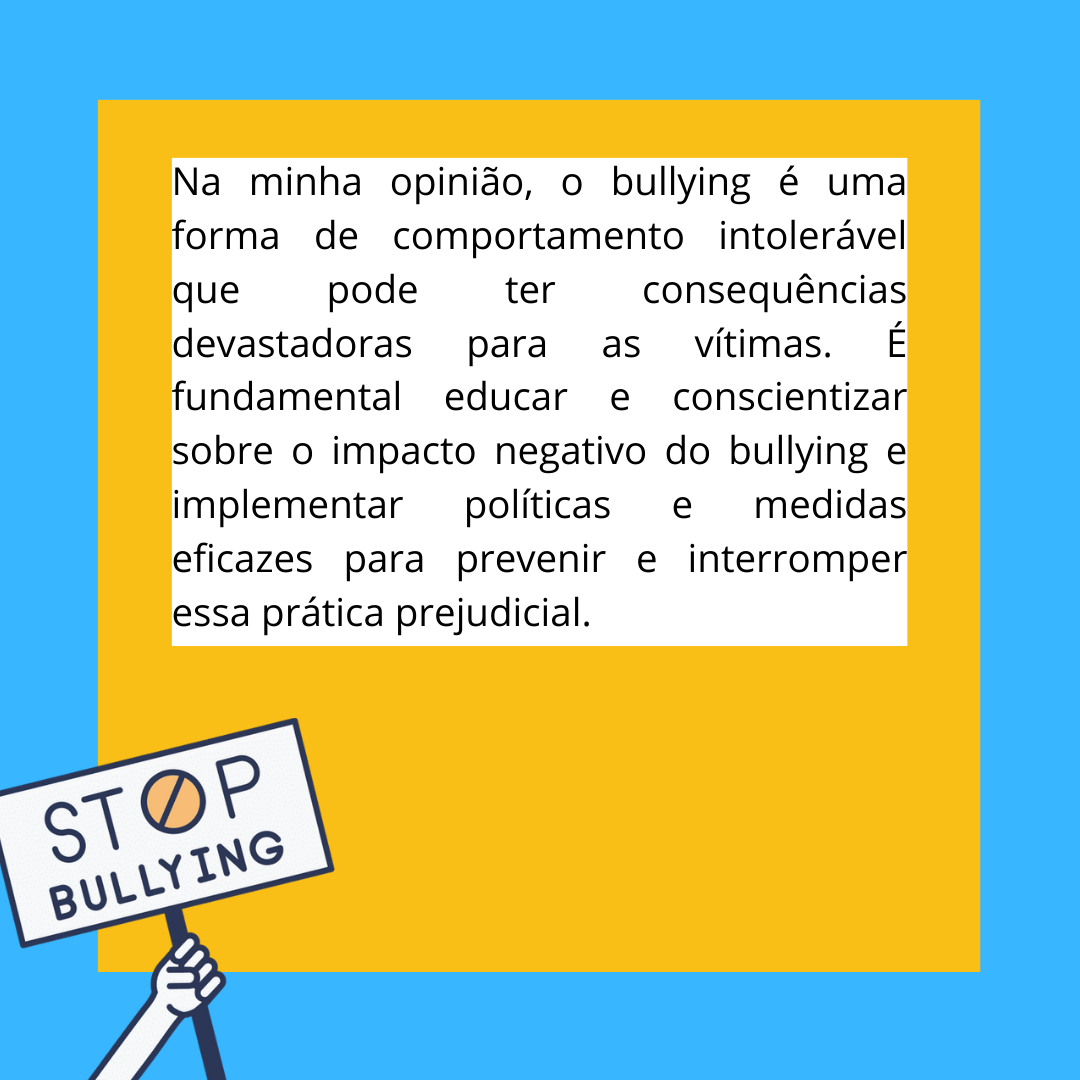 Na minha opinião, o bullying é uma
forma de comportamento intolerável
que pode ter consequências
devastadoras para as vítimas. É
fundamental educar e conscientizar
sobre o impacto negativo do bullying e
implementar políticas e medidas
eficazes para prevenir e interromper
essa prática prejudicial.
STOP
BULLYING